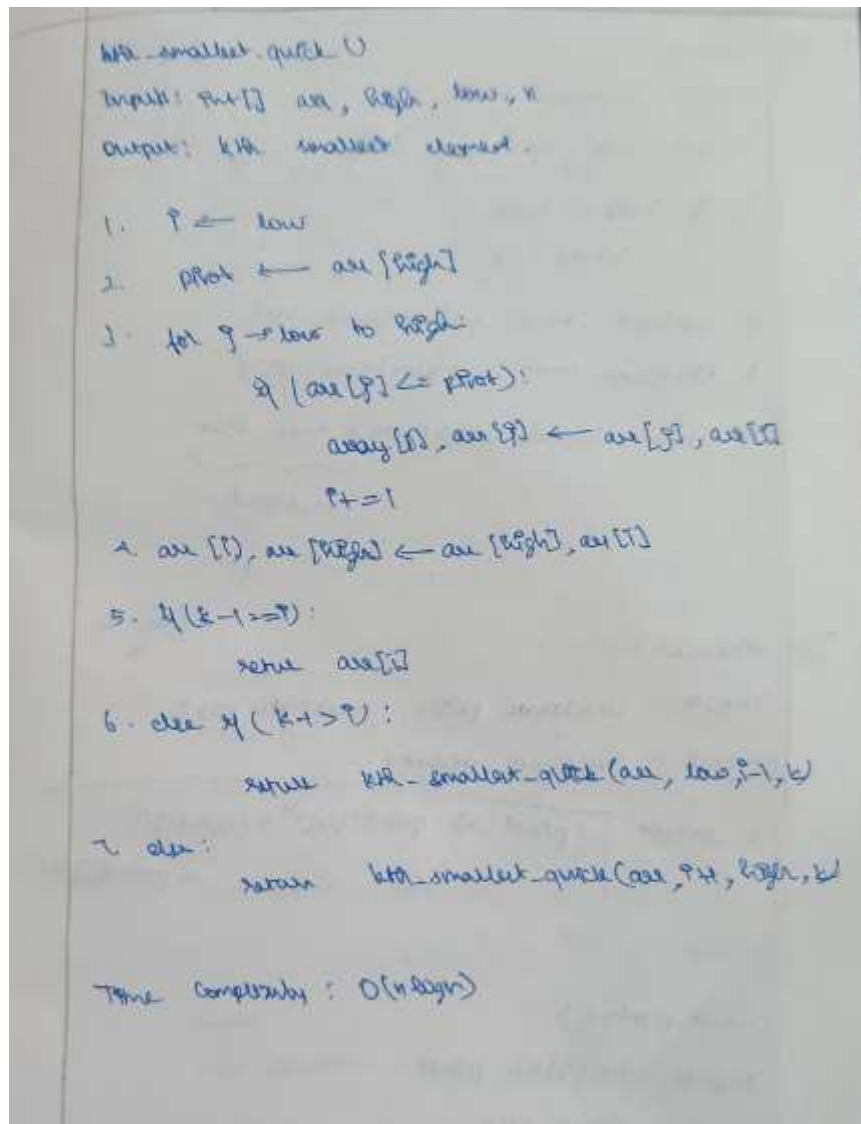 kth_smallest_quick ()
Inputs: int[] arr, high, low, n
Output: kth smallest element.
1. i ← low
2. pivot ← arr [high]
3. for j → low to high:
if (arr[j] <= pivot):
array [i], arr [j] ← arr [j], arr [i]
i+=1
4. arr [i], arr [high] ← arr [high], arr [i]
5. if (k-1==i):
return arr[i]
6. else if (k-1>i):
return kth_smallest_quick (arr, low, i-1, k)
7. else:
return kth_smallest_quick (arr, i+1, high, k)
Time Complexity : O(n logn)